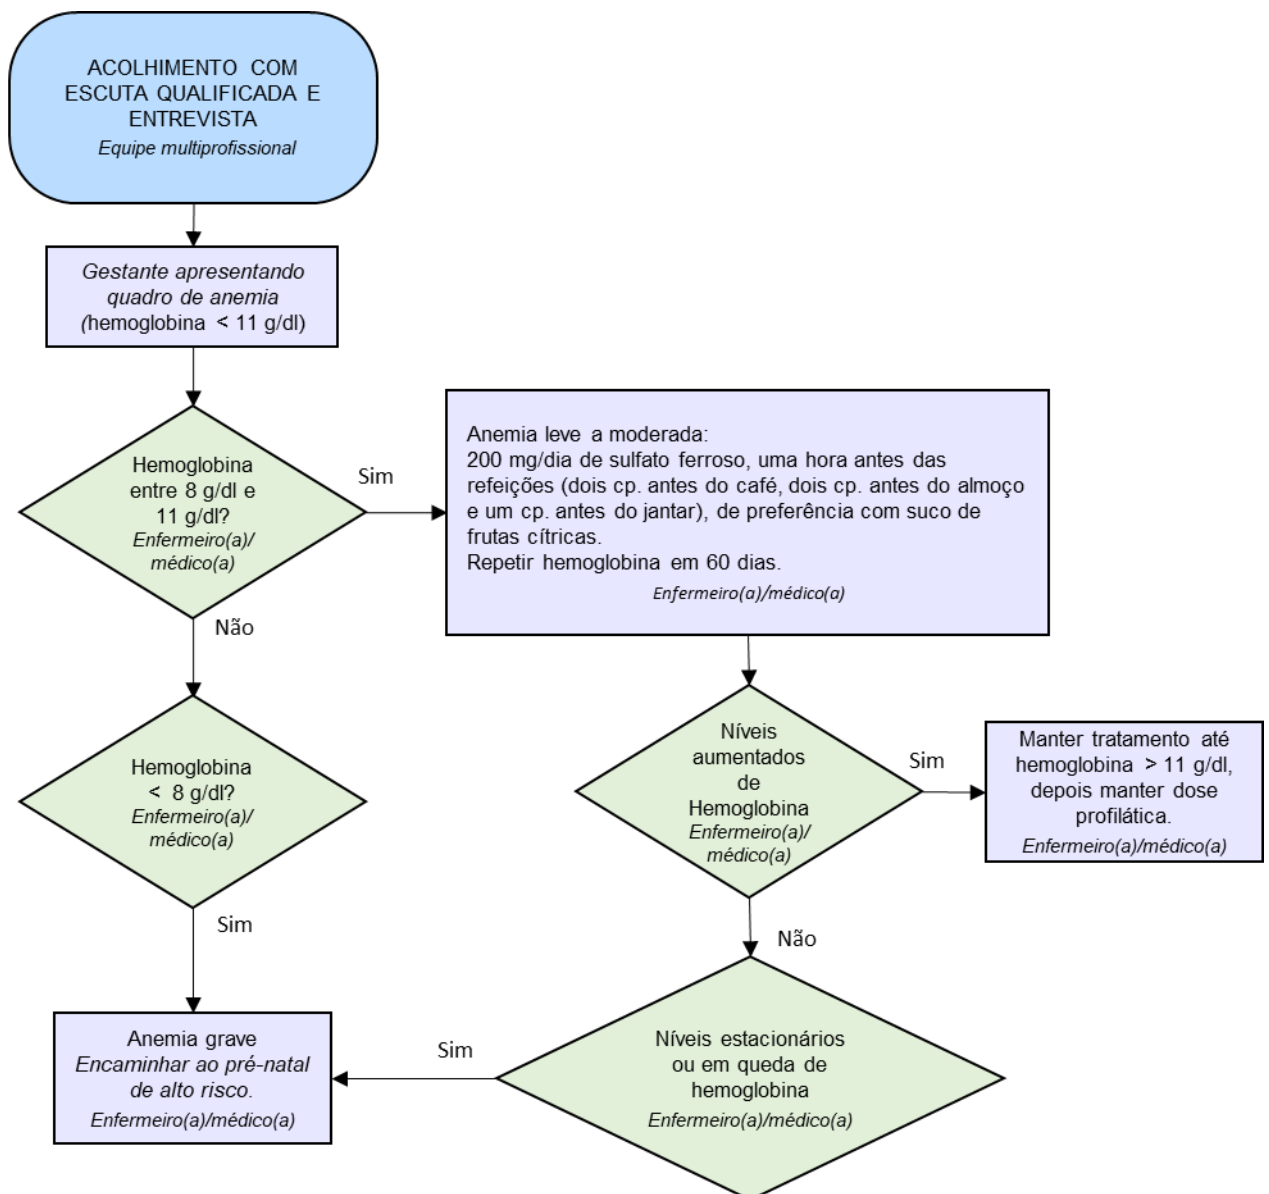 ACOLHIMENTO COM
ESCUTA QUALIFICADA E
ENTREVISTA
Equipe multiprofissional
Gestante apresentando
quadro de anemia
(hemoglobina < 11 g/dl)
Hemoglobina
entre 8 g/dl e
11 g/dl?
Enfermeiro(a)/
médico(a)
Sim
Anemia leve a moderada:
200 mg/dia de sulfato ferroso, uma hora antes das
refeições (dois cp. antes do café, dois cp. antes do almoço
e um cp. antes do jantar), de preferência com suco de
frutas cítricas.
Repetir hemoglobina em 60 dias.
Enfermeiro(a)/médico(a)
Não
Hemoglobina
< 8 g/dl?
Enfermeiro(a)/
médico(a)
Níveis
aumentados
de
Hemoglobina
Enfermeiro(a)/
médico(a)
Sim
Manter tratamento até
hemoglobina > 11 g/dl,
depois manter dose
profilática.
Enfermeiro(a)/médico(a)
Sim
Não
Anemia grave
Encaminhar ao pré-natal
de alto risco.
Enfermeiro(a)/médico(a)
Sim
Níveis estacionários
ou em queda de
hemoglobina
Enfermeiro(a)/médico(a)